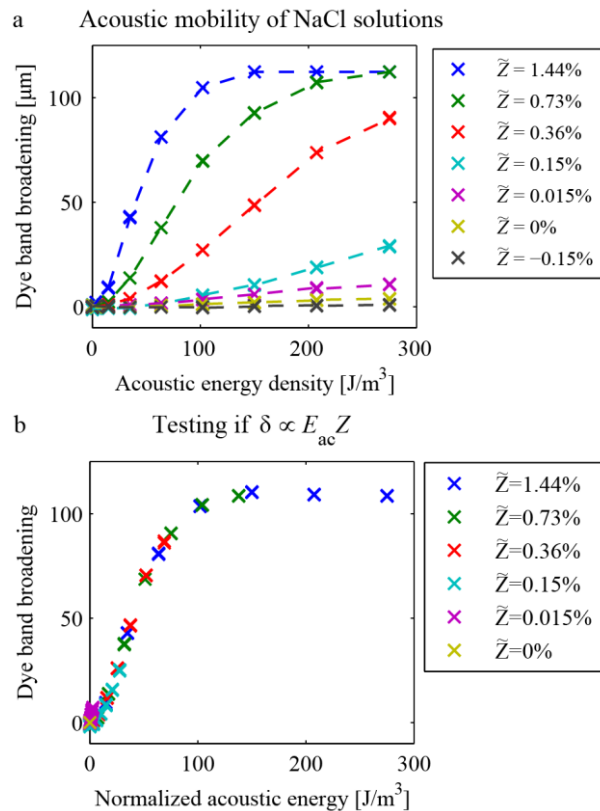 a Acoustic mobility of NaCl solutions
Dye band broadening [μm]
100
50
0
0 100 200 300
Acoustic energy density [J/m³]
Z̃ = 1.44%
Z̃ = 0.73%
Z̃ = 0.36%
Z̃ = 0.15%
Z̃ = 0.015%
Z̃ = 0%
Z̃ = −0.15%
b Testing if δ ∝ E_ac Z
Dye band broadening
100
50
0
0 100 200 300
Normalized acoustic energy [J/m³]
Z̃=1.44%
Z̃=0.73%
Z̃=0.36%
Z̃=0.15%
Z̃=0.015%
Z̃=0%